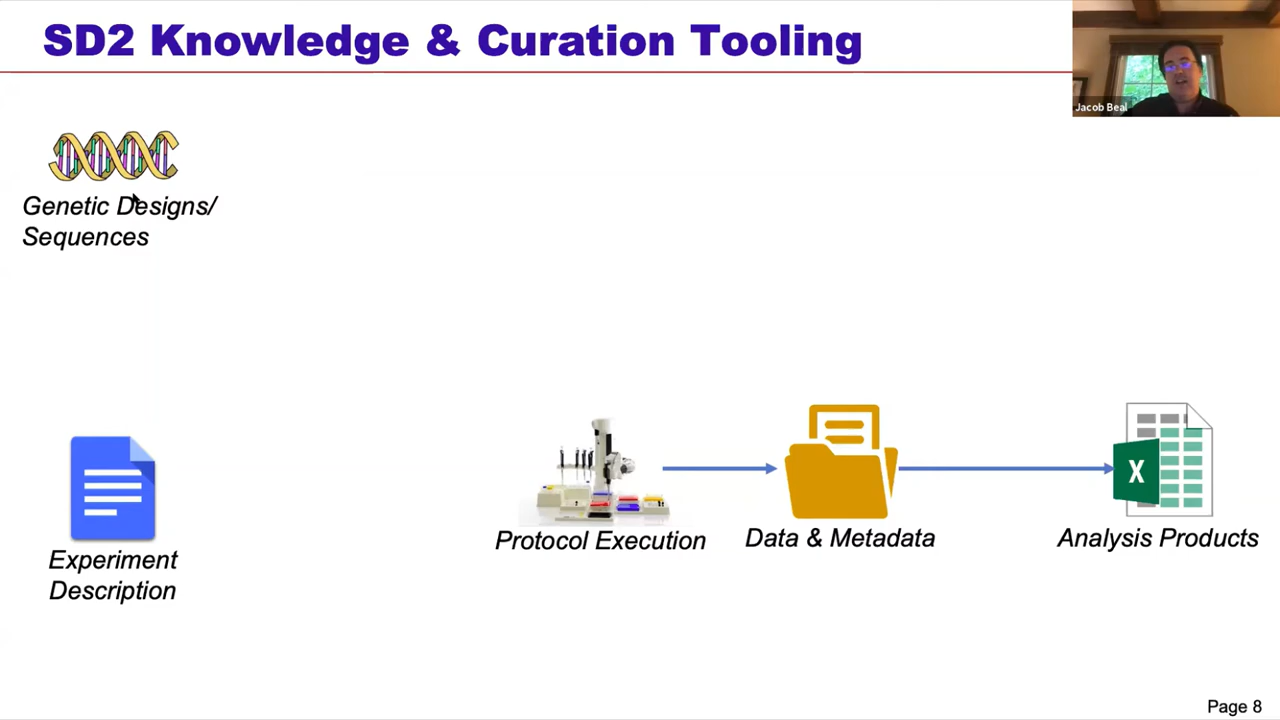 SD2 Knowledge & Curation Tooling
Jacob Beal
Genetic Designs/
Sequences
X
Experiment
Description
Protocol Execution
Data & Metadata
Analysis Products
Page 8